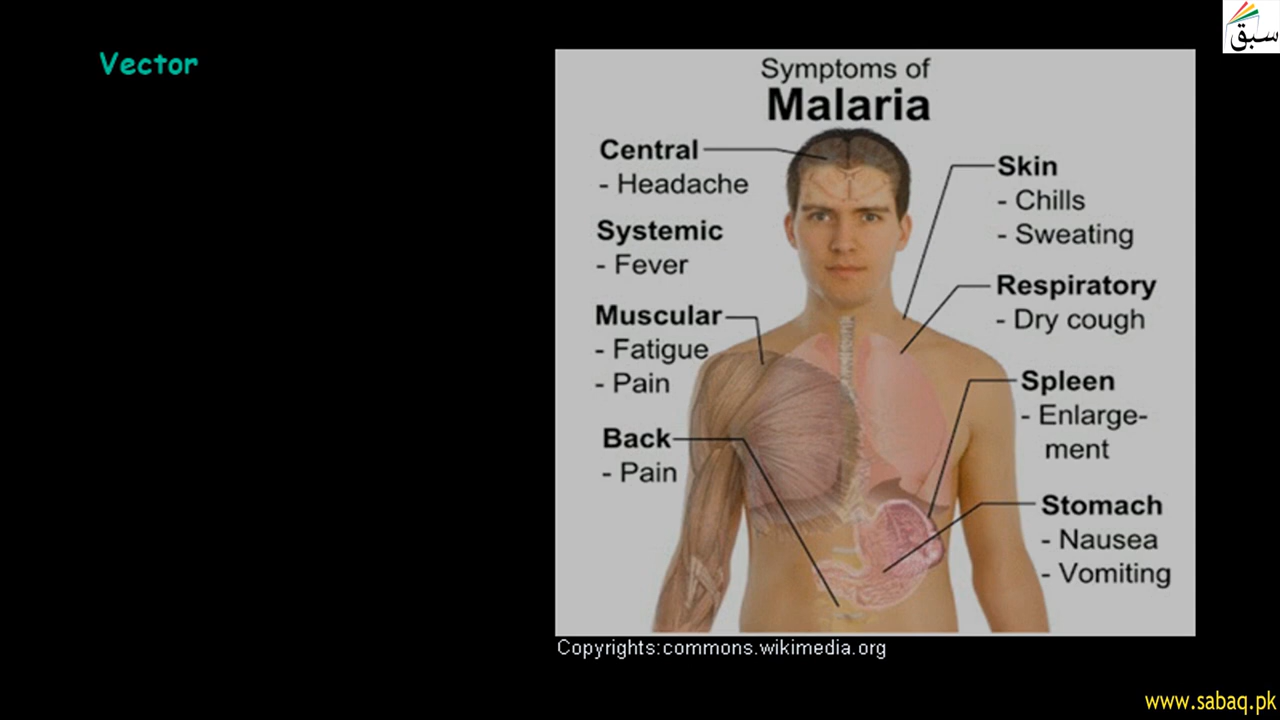 سبق
Vector
Symptoms of
Malaria
Central
- Headache
Systemic
- Fever
Muscular
- Fatigue
- Pain
Back
- Pain
Skin
- Chills
- Sweating
Respiratory
- Dry cough
Spleen
- Enlarge-
ment
Stomach
- Nausea
- Vomiting
Copyrights:commons.wikimedia.org
www.sabaq.pk